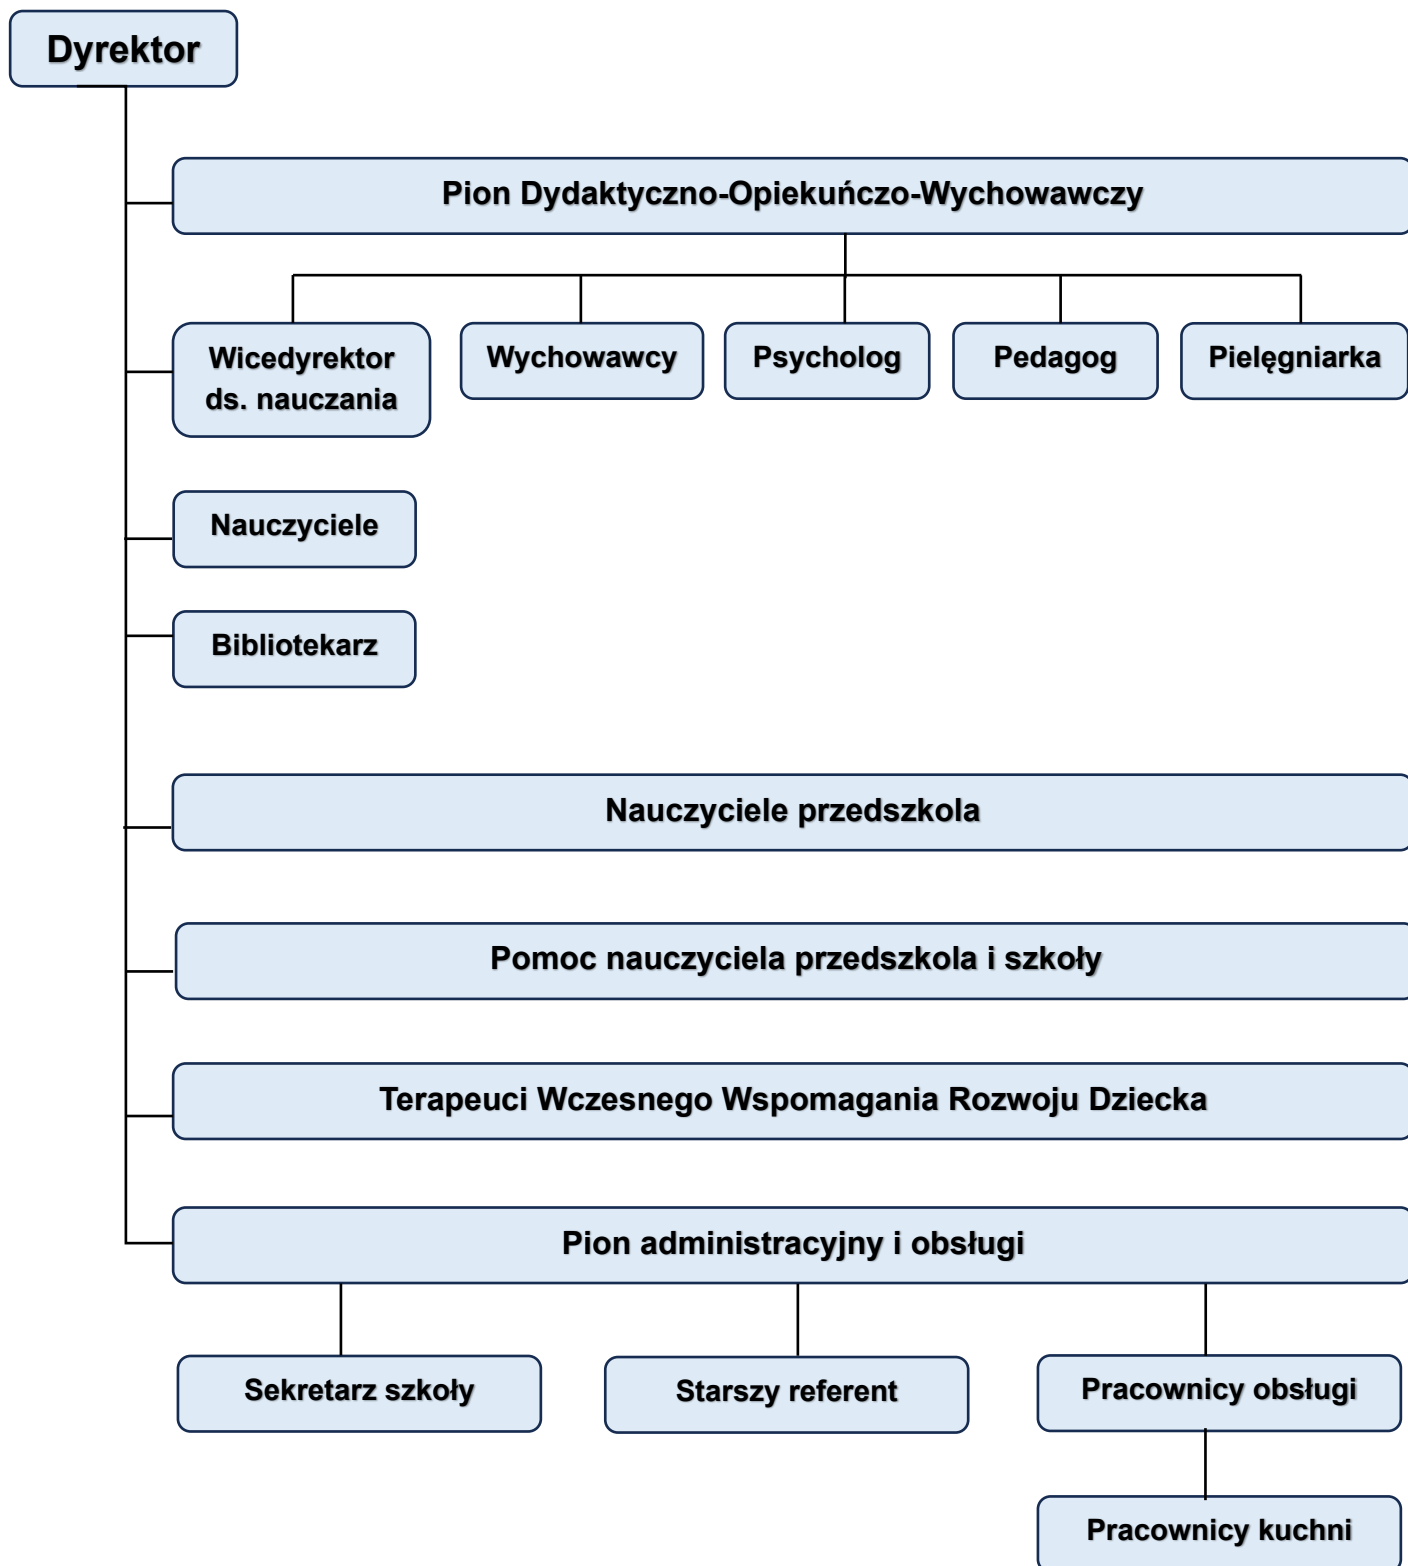 Dyrektor
Pion Dydaktyczno-Opiekuńczo-Wychowawczy
Wicedyrektor
ds. nauczania
Wychowawcy
Psycholog
Pedagog
Pielęgniarka
Nauczyciele
Bibliotekarz
Nauczyciele przedszkola
Pomoc nauczyciela przedszkola i szkoły
Terapeuci Wczesnego Wspomagania Rozwoju Dziecka
Pion administracyjny i obsługi
Sekretarz szkoły
Starszy referent
Pracownicy obsługi
Pracownicy kuchni